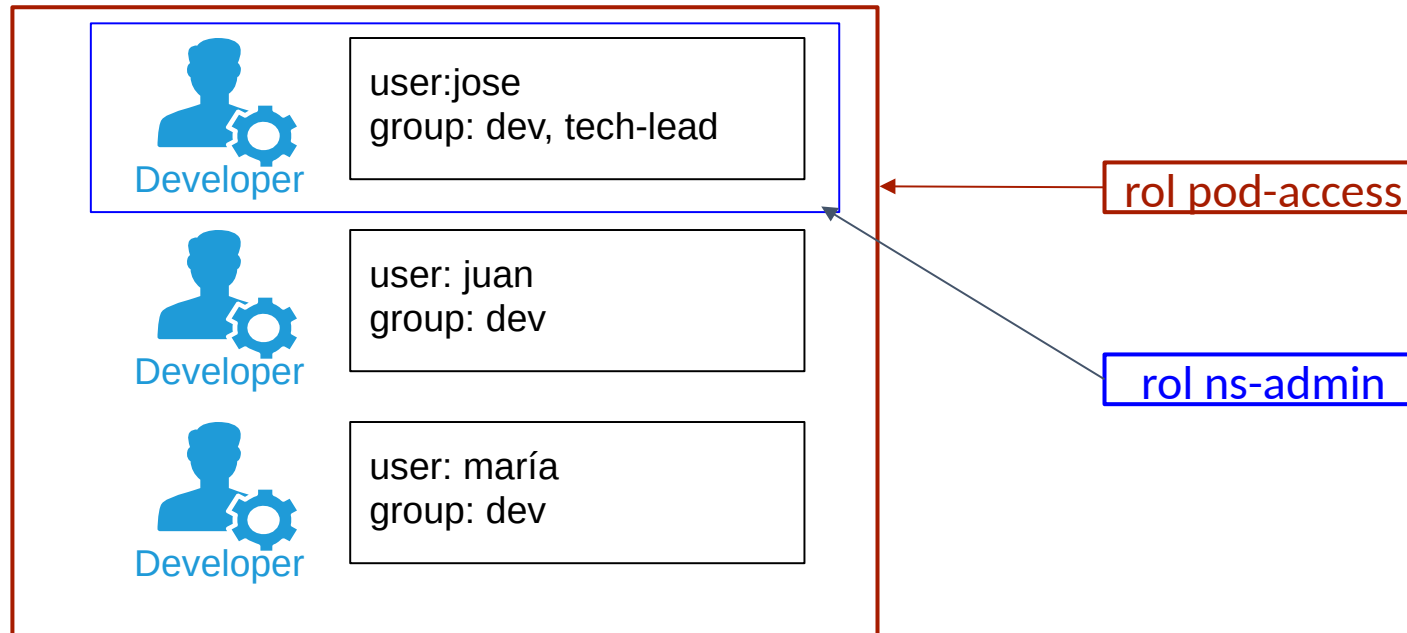 user:jose
group: dev, tech-lead
Developer
rol pod-access
user: juan
group: dev
Developer
rol ns-admin
user: maría
group: dev
Developer